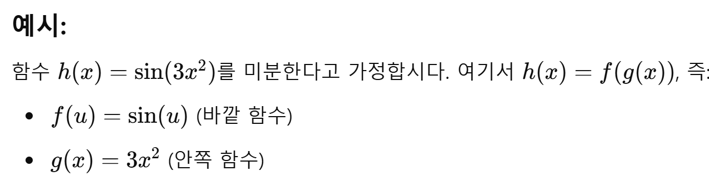 예시:
함수 h(x) = sin(3x²)를 미분한다고 가정합시다. 여기서 h(x) = f(g(x)), 즉:
• f(u) = sin(u) (바깥 함수)
• g(x) = 3x² (안쪽 함수)